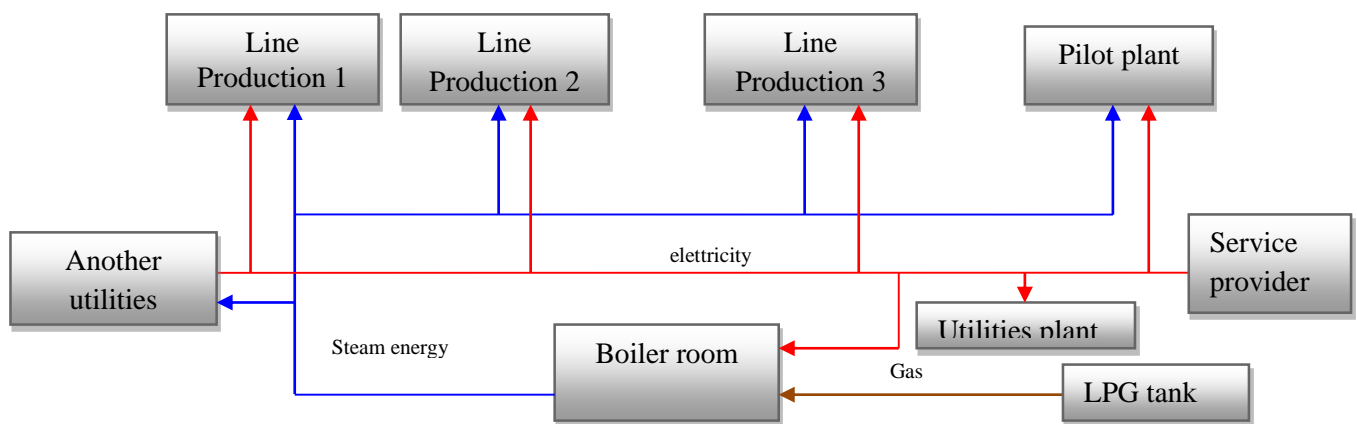 Line
Production 1
Line
Production 2
Line
Production 3
Pilot plant
Another
utilities
elettricity
Service
provider
Utilities plant
Steam energy
Boiler room
Gas
LPG tank